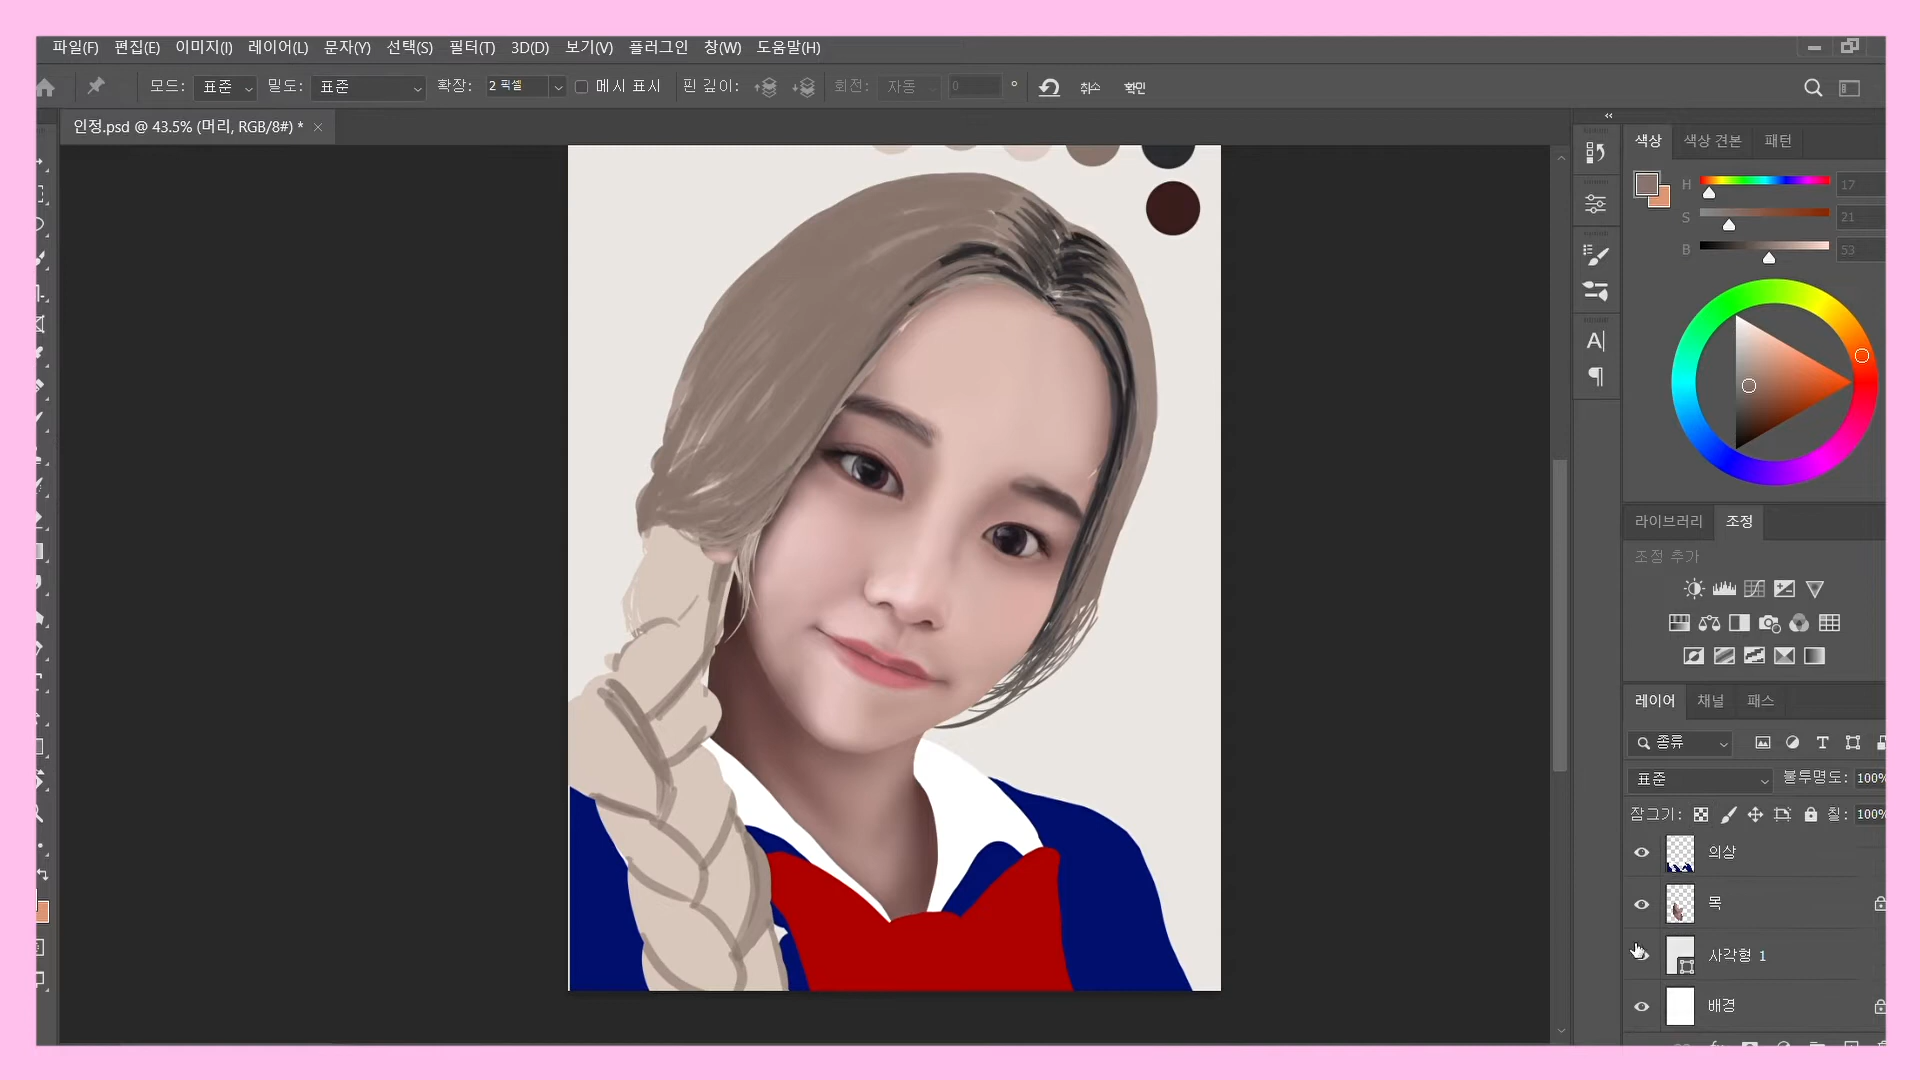 파일(F) 편집(E) 이미지(I) 레이어(L) 문자(Y) 선택(S) 필터(T) 3D(D) 보기(V) 플러그인 창(W) 도움말(H)
모드: 표준 밀도: 표준 확장: 2 픽셀 메시 표시 핀 깊이: 회전: 자동 0 ° 취소 확인
인정.psd @ 43.5% (머리, RGB/8#) * ×
색상 색상 견본 패턴
H 17
S 21
B 53
라이브러리 조정
조정 추가
레이어 채널 패스
종류
표준 불투명도: 100%
잠그기: 칠: 100%
의상
목
사각형 1
배경